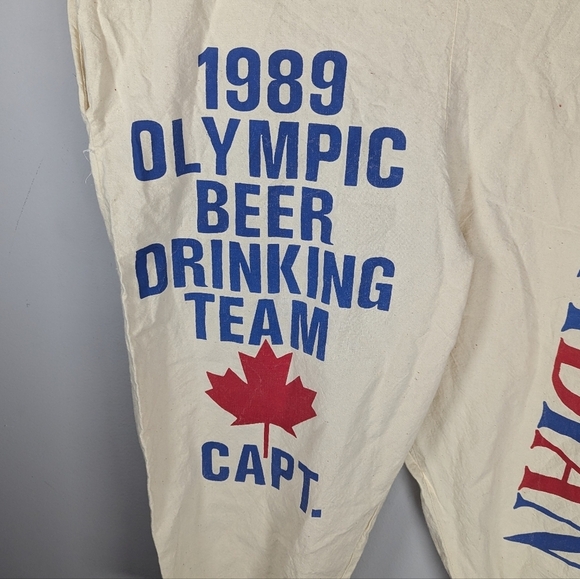 1989
OLYMPIC
BEER
DRINKING
TEAM
CAPT.